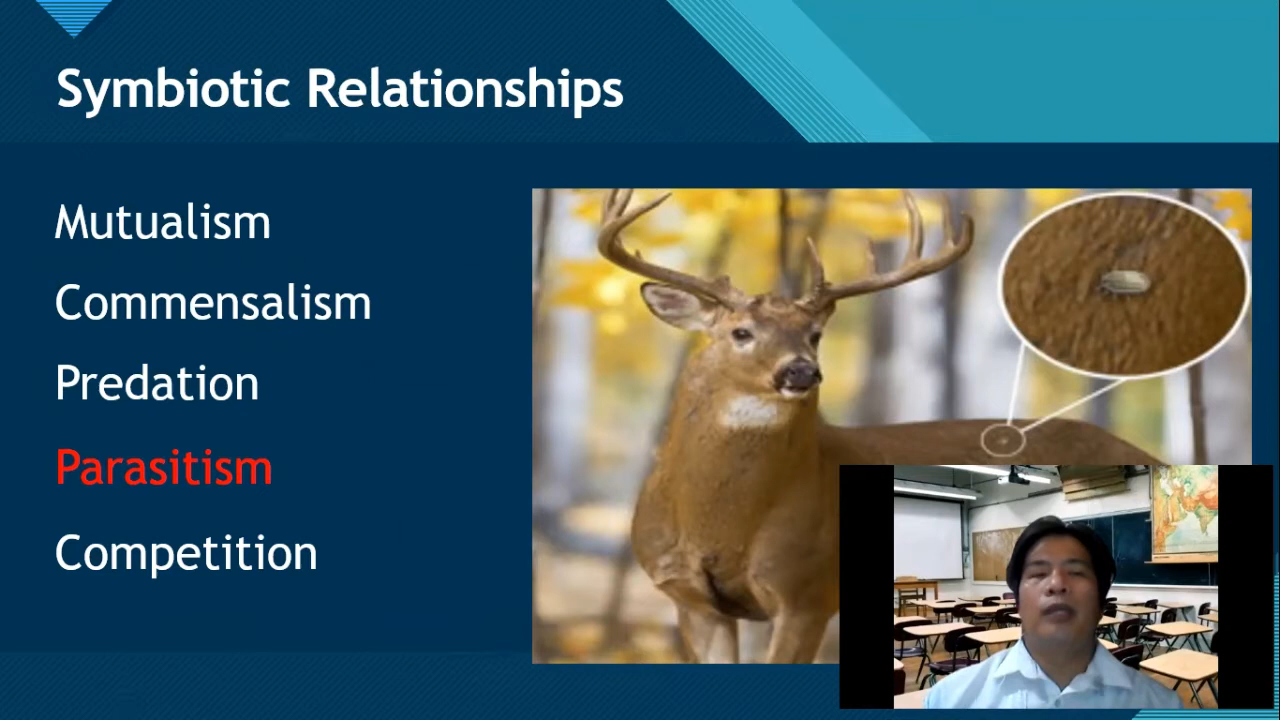 Symbiotic Relationships
Mutualism
Commensalism
Predation
Parasitism
Competition